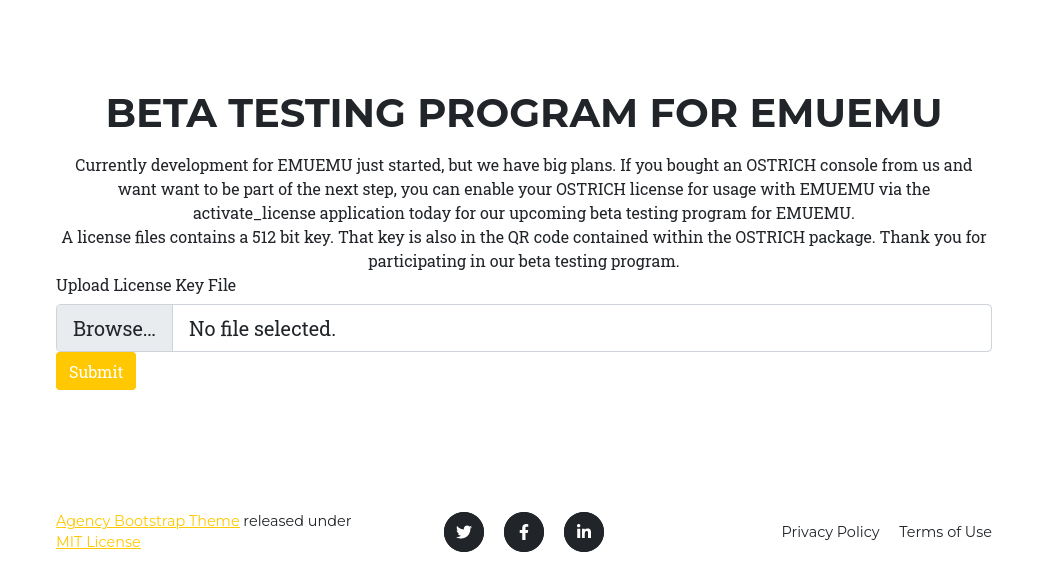 BETA TESTING PROGRAM FOR EMUEMU
Currently development for EMUEMU just started, but we have big plans. If you bought an OSTRICH console from us and
want want to be part of the next step, you can enable your OSTRICH license for usage with EMUEMU via the
activate_license application today for our upcoming beta testing program for EMUEMU.
A license files contains a 512 bit key. That key is also in the QR code contained within the OSTRICH package. Thank you for
participating in our beta testing program.
Upload License Key File
Browse... No file selected.
Submit
Agency Bootstrap Theme released under
MIT License
Privacy Policy Terms of Use